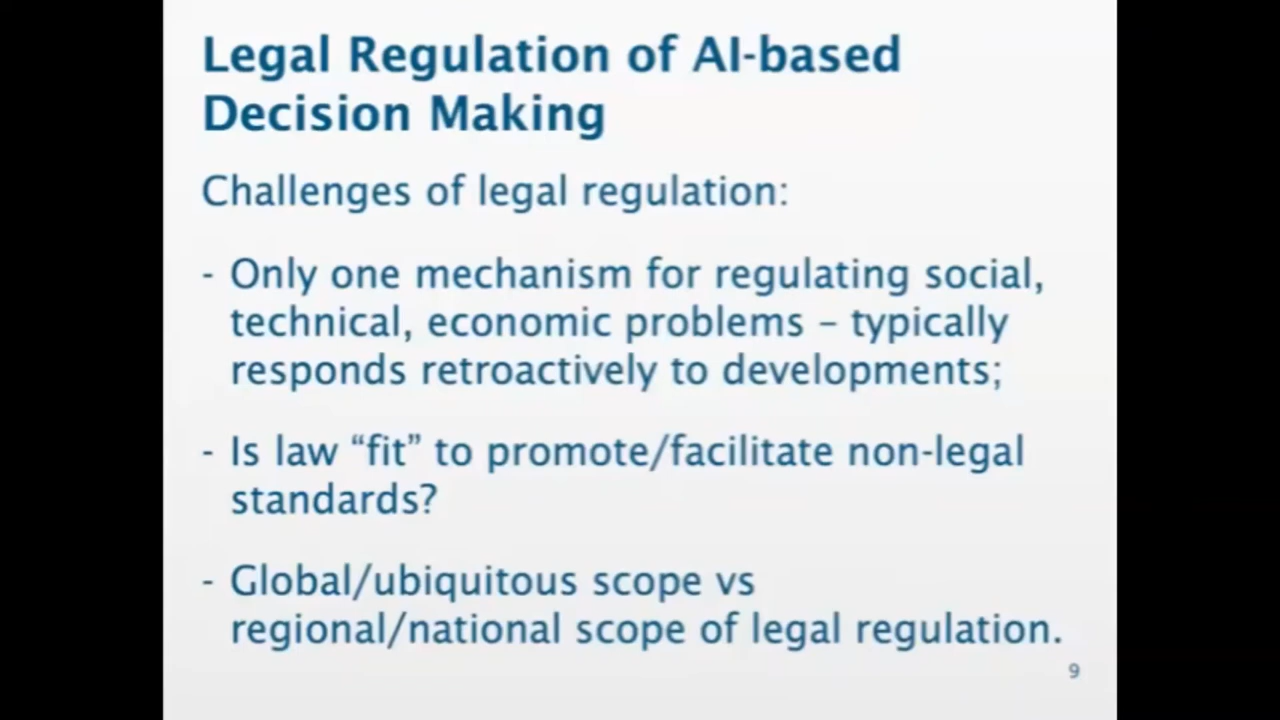 Legal Regulation of AI-based
Decision Making
Challenges of legal regulation:
- Only one mechanism for regulating social,
technical, economic problems – typically
responds retroactively to developments;
- Is law “fit” to promote/facilitate non-legal
standards?
- Global/ubiquitous scope vs
regional/national scope of legal regulation.
9